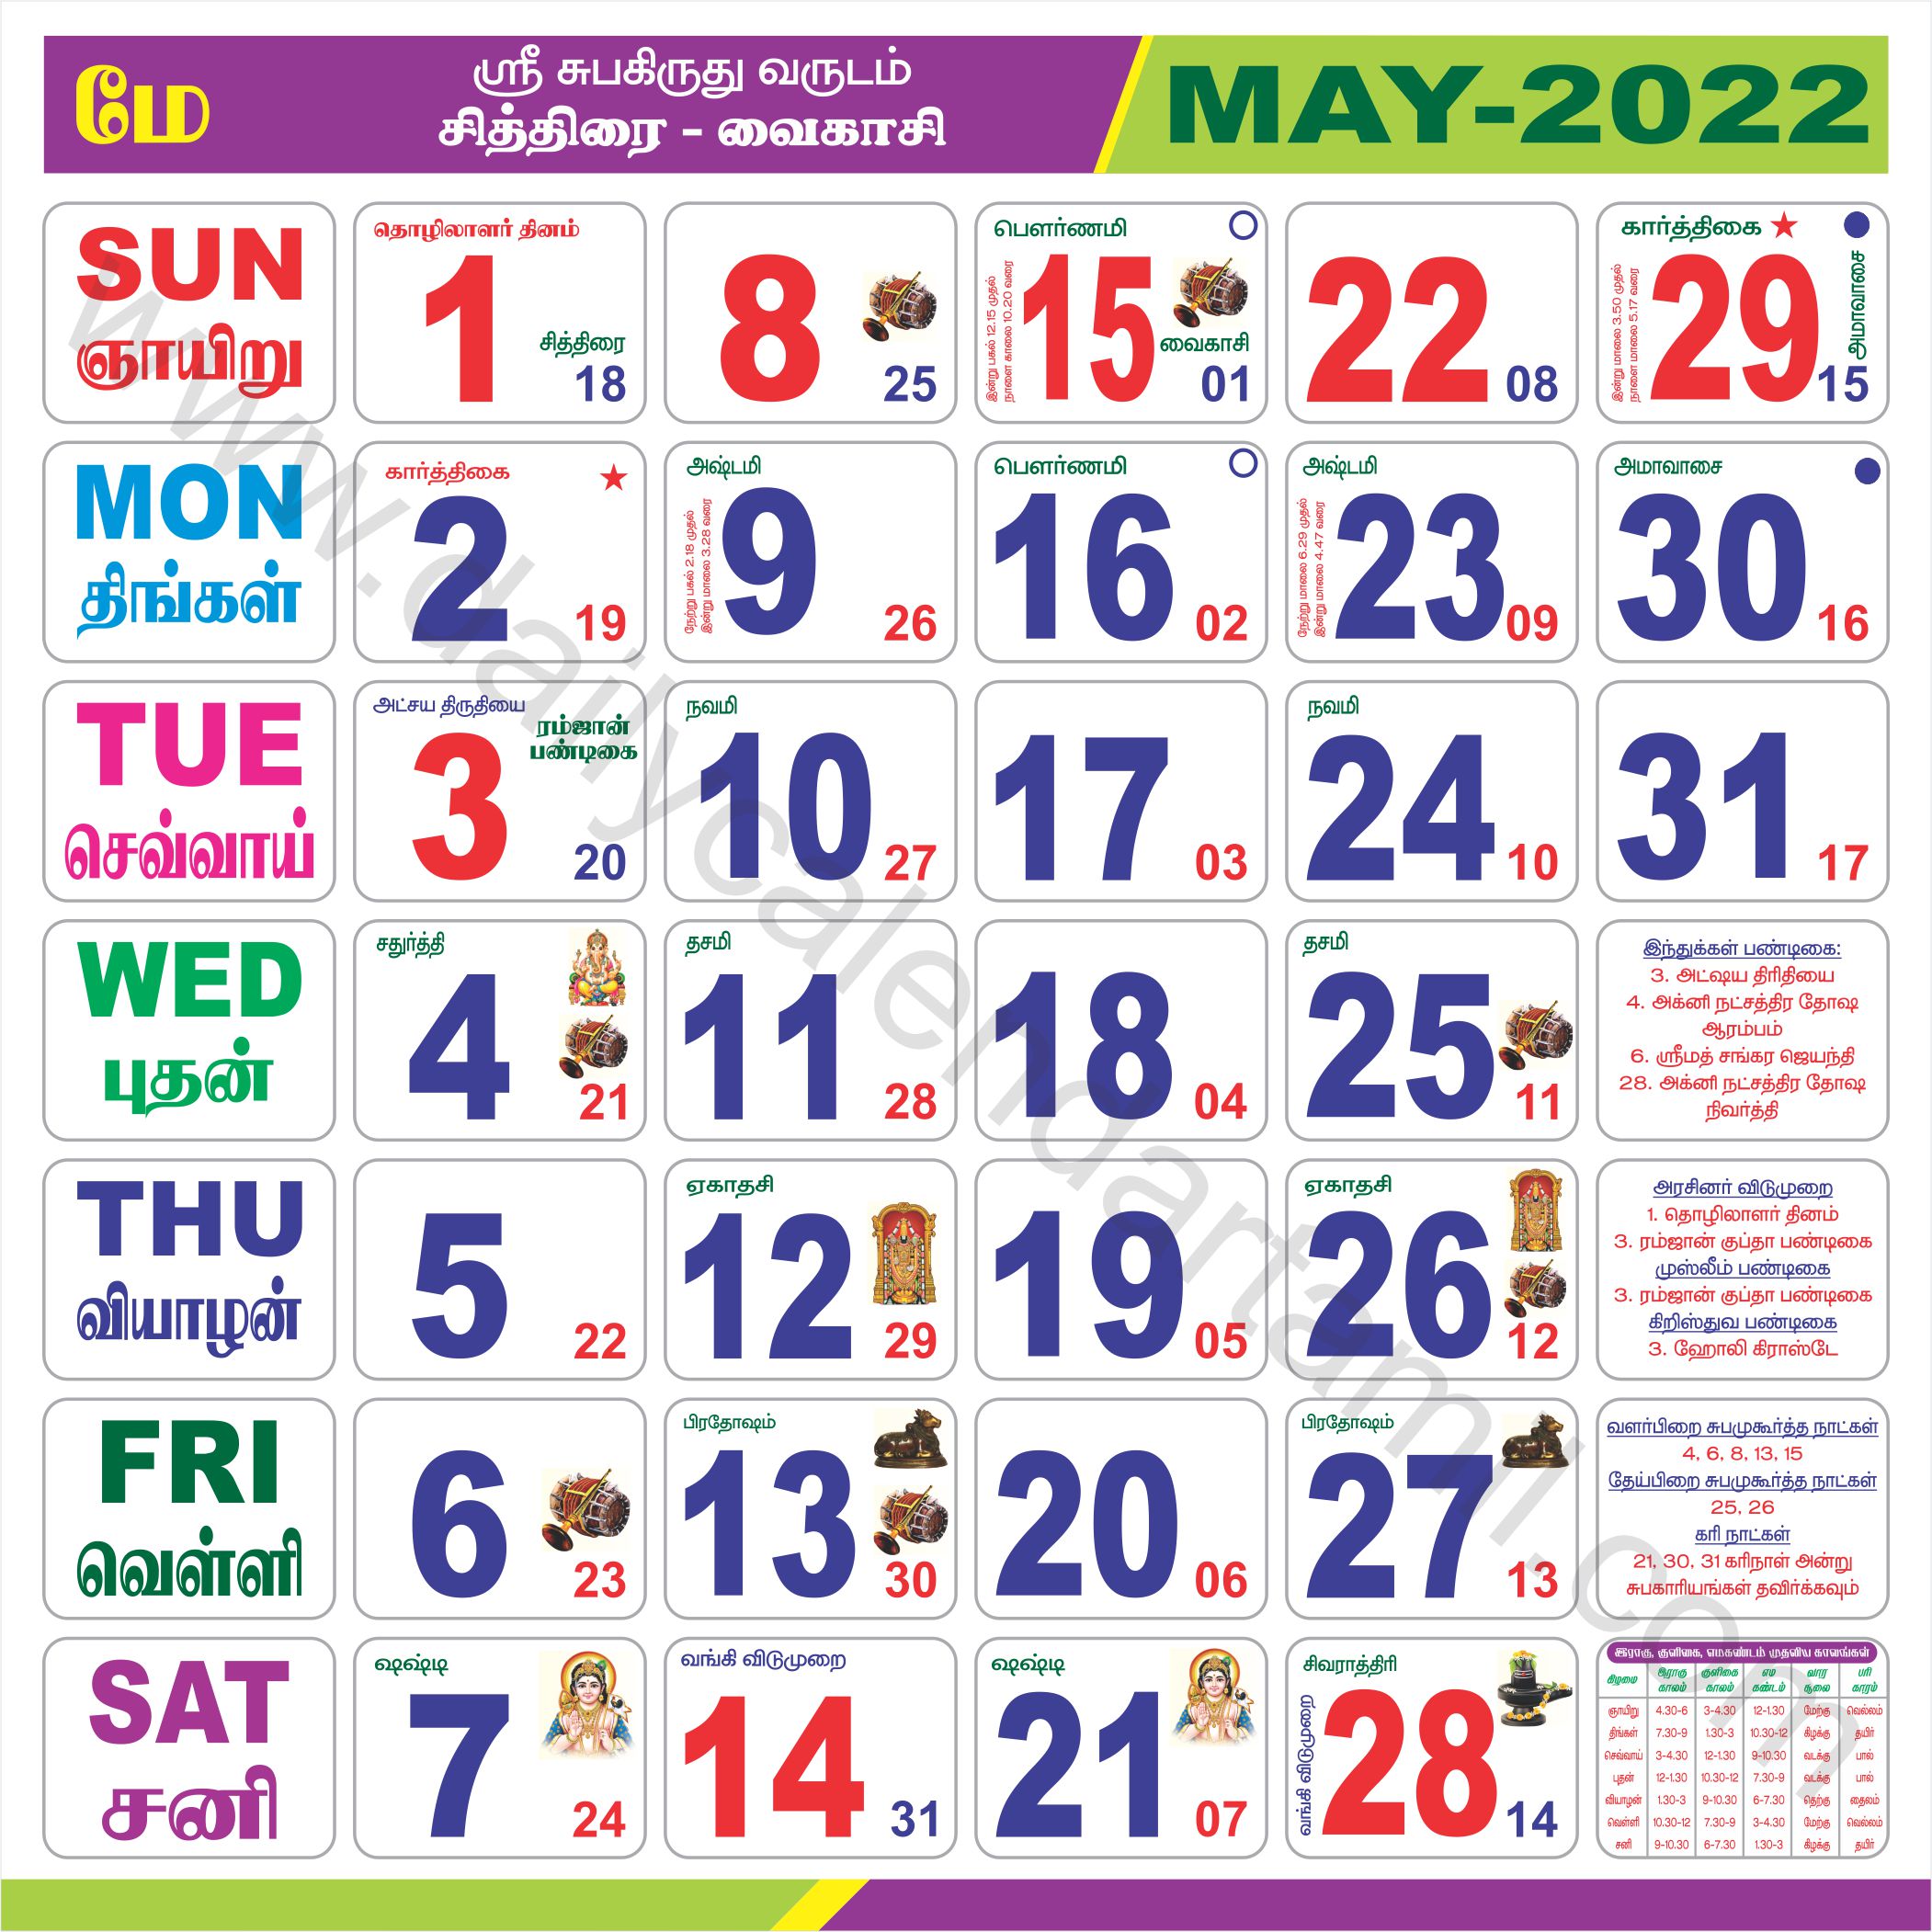 மே
ஸ்ரீ சுபகிருது வருடம்
சித்திரை - வைகாசி
MAY-2022
SUN
ஞாயிறு
தொழிலாளர் தினம்
1
சித்திரை
18
8
25
பௌர்ணமி
இன்று பகல் 12.15 முதல்
நாளை காலை 10.20 வரை
15
வைகாசி
01
22
08
கார்த்திகை
இன்று மாலை 3.50 முதல்
நாளை மாலை 5.17 வரை
29
அமாவாசை
15
MON
திங்கள்
கார்த்திகை
2
19
அஷ்டமி
நேற்று பகல் 2.18 முதல்
இன்று மாலை 3.28 வரை
9
26
பௌர்ணமி
16
02
அஷ்டமி
நேற்று மாலை 6.29 முதல்
இன்று மாலை 4.47 வரை
23
09
அமாவாசை
30
16
TUE
செவ்வாய்
அட்சய திருதியை
ரம்ஜான்
பண்டிகை
3
20
நவமி
10
27
17
03
நவமி
24
10
31
17
WED
புதன்
சதுர்த்தி
4
21
தசமி
11
28
18
04
தசமி
25
11
இந்துக்கள் பண்டிகை:
3. அட்ஷய திரிதியை
4. அக்னி நட்சத்திர தோஷ
ஆரம்பம்
6. ஸ்ரீமத் சங்கர ஜெயந்தி
28. அக்னி நட்சத்திர தோஷ
நிவர்த்தி
THU
வியாழன்
5
22
ஏகாதசி
12
29
19
05
ஏகாதசி
26
12
அரசினர் விடுமுறை
1. தொழிலாளர் தினம்
3. ரம்ஜான் குப்தா பண்டிகை
முஸ்லீம் பண்டிகை
3. ரம்ஜான் குப்தா பண்டிகை
கிறிஸ்துவ பண்டிகை
3. ஹோலி கிராஸ்டே
FRI
வெள்ளி
6
23
பிரதோஷம்
13
30
20
06
பிரதோஷம்
27
13
வளர்பிறை சுபமுகூர்த்த நாட்கள்
4, 6, 8, 13, 15
தேய்பிறை சுபமுகூர்த்த நாட்கள்
25, 26
கரி நாட்கள்
21, 30, 31 கரிநாள் அன்று
சுபகாரியங்கள் தவிர்க்கவும்
SAT
சனி
ஷஷ்டி
7
24
வங்கி விடுமுறை
14
31
ஷஷ்டி
21
07
சிவராத்திரி
வங்கி விடுமுறை
28
14
இராகு, குளிகை, எமகண்டம் முதலிய காலங்கள்
கிழமை இராகு காலம் குளிகை காலம் எம கண்டம் வார சூலை பரி காரம்
ஞாயிறு 4.30-6 3-4.30 12-1.30 மேற்கு வெல்லம்
திங்கள் 7.30-9 1.30-3 10.30-12 கிழக்கு தயிர்
செவ்வாய் 3-4.30 12-1.30 9-10.30 வடக்கு பால்
புதன் 12-1.30 10.30-12 7.30-9 வடக்கு பால்
வியாழன் 1.30-3 9-10.30 6-7.30 தெற்கு தைலம்
வெள்ளி 10.30-12 7.30-9 3-4.30 மேற்கு வெல்லம்
சனி 9-10.30 6-7.30 1.30-3 கிழக்கு தயிர்
www.dailycalendartamil.com